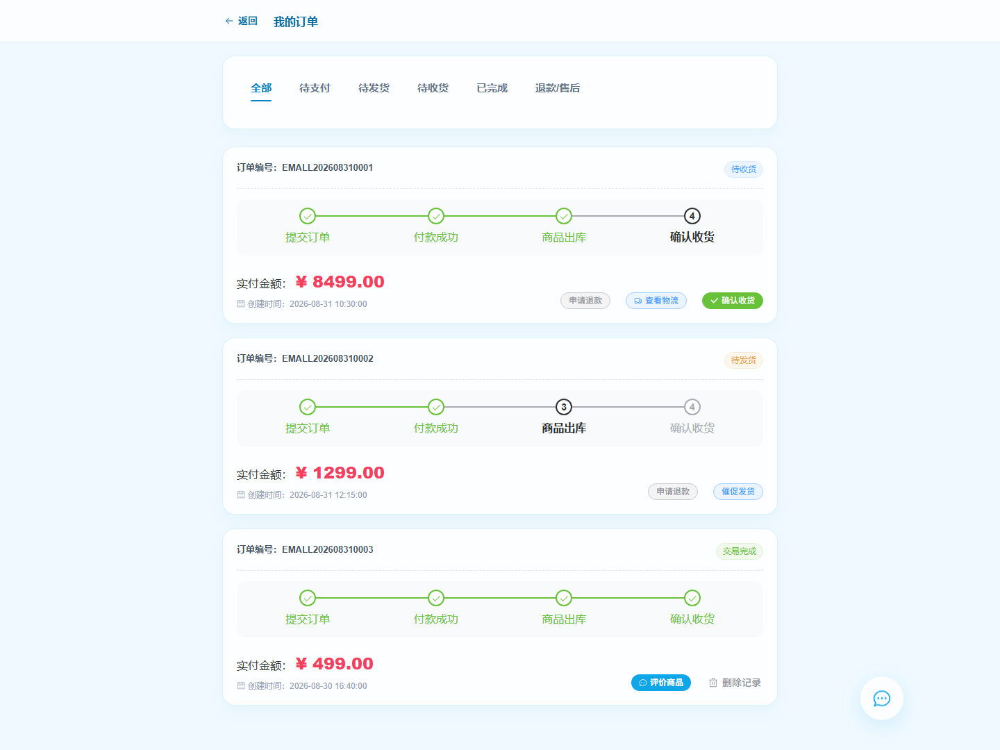 返回 我的订单
全部 待支付 待发货 待收货 已完成 退款/售后
订单编号：EMALL202608310001 待收货
4
提交订单 付款成功 商品出库 确认收货
实付金额： ¥ 8499.00
创建时间：2026-08-31 10:30:00 申请退款 查看物流 确认收货
订单编号：EMALL202608310002 待发货
3 4
提交订单 付款成功 商品出库 确认收货
实付金额： ¥ 1299.00
创建时间：2026-08-31 12:15:00 申请退款 催促发货
订单编号：EMALL202608310003 交易完成
提交订单 付款成功 商品出库 确认收货
实付金额： ¥ 499.00
创建时间：2026-08-30 16:40:00 评价商品 删除记录